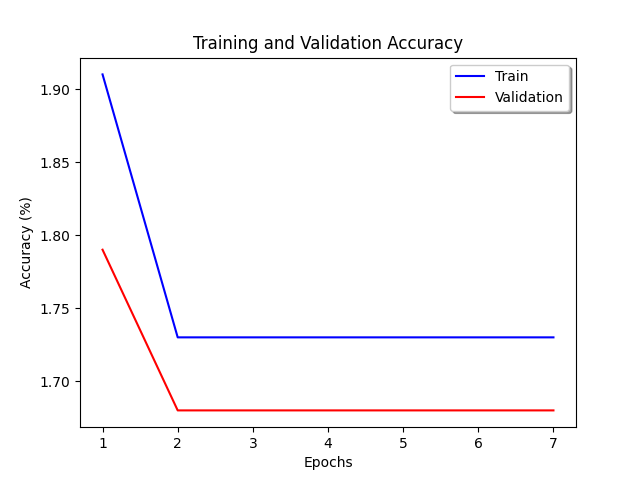 Training and Validation Accuracy
Train
Validation
Accuracy (%)
1.90
1.85
1.80
1.75
1.70
1 2 3 4 5 6 7
Epochs